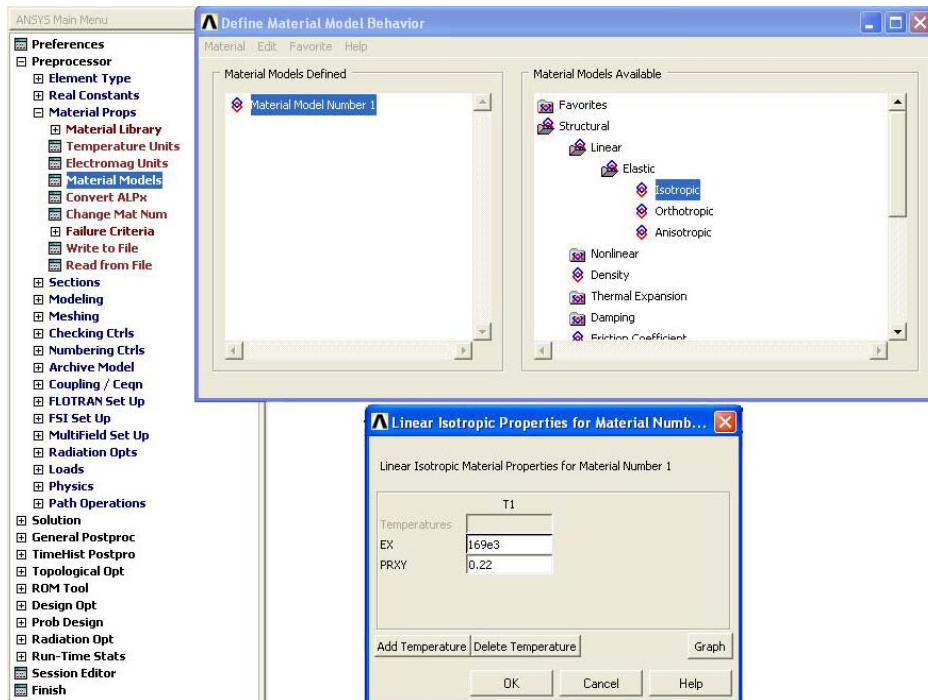 ANSYS Main Menu
Preferences
Preprocessor
Element Type
Real Constants
Material Props
Material Library
Temperature Units
Electromag Units
Material Models
Convert ALPx
Change Mat Num
Failure Criteria
Write to File
Read from File
Sections
Modeling
Meshing
Checking Ctrls
Numbering Ctrls
Archive Model
Coupling / Ceqn
FLOTRAN Set Up
FSI Set Up
MultiField Set Up
Radiation Opts
Loads
Physics
Path Operations
Solution
General Postproc
TimeHist Postpro
Topological Opt
ROM Tool
Design Opt
Prob Design
Radiation Opt
Run-Time Stats
Session Editor
Finish
Define Material Model Behavior
Material Edit Favorite Help
Material Models Defined
Material Model Number 1
Material Models Available
Favorites
Structural
Linear
Elastic
Isotropic
Orthotropic
Anisotropic
Nonlinear
Density
Thermal Expansion
Damping
Friction Coefficient
Linear Isotropic Properties for Material Numb...
Linear Isotropic Material Properties for Material Number 1
T1
Temperatures
EX 169e3
PRXY 0.22
Add Temperature Delete Temperature Graph
OK Cancel Help